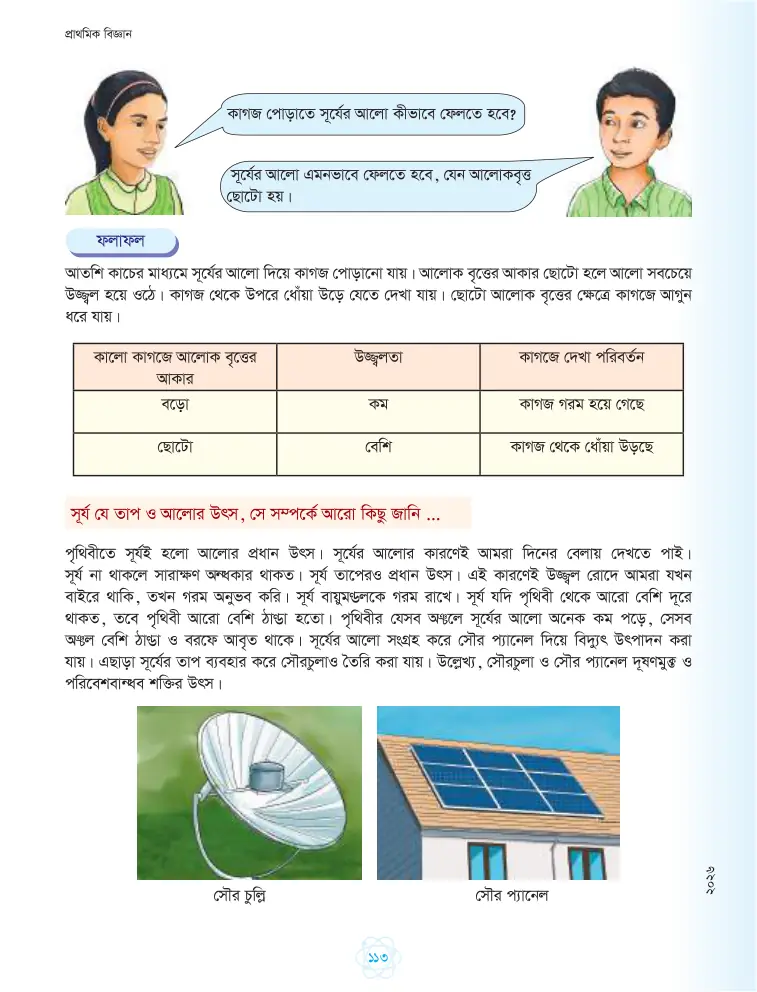 প্রাথমিক বিজ্ঞান
কাগজ পোড়াতে সূর্যের আলো কীভাবে ফেলতে হবে?
সূর্যের আলো এমনভাবে ফেলতে হবে, যেন আলোকবৃত্ত
ছোটো হয়।
ফলাফল
আতশি কাচের মাধ্যমে সূর্যের আলো দিয়ে কাগজ পোড়ানো যায়। আলোক বৃত্তের আকার ছোটো হলে আলো সবচেয়ে
উজ্জ্বল হয়ে ওঠে। কাগজ থেকে উপরে ধোঁয়া উড়ে যেতে দেখা যায়। ছোটো আলোক বৃত্তের ক্ষেত্রে কাগজে আগুন
ধরে যায়।
কালো কাগজে আলোক বৃত্তের
আকার
উজ্জ্বলতা
কাগজে দেখা পরিবর্তন
বড়ো
কম
কাগজ গরম হয়ে গেছে
ছোটো
বেশি
কাগজ থেকে ধোঁয়া উড়ছে
সূর্য যে তাপ ও আলোর উৎস, সে সম্পর্কে আরো কিছু জানি ...
পৃথিবীতে সূর্যই হলো আলোর প্রধান উৎস। সূর্যের আলোর কারণেই আমরা দিনের বেলায় দেখতে পাই।
সূর্য না থাকলে সারাক্ষণ অন্ধকার থাকত। সূর্য তাপেরও প্রধান উৎস। এই কারণেই উজ্জ্বল রোদে আমরা যখন
বাইরে থাকি, তখন গরম অনুভব করি। সূর্য বায়ুমণ্ডলকে গরম রাখে। সূর্য যদি পৃথিবী থেকে আরো বেশি দূরে
থাকত, তবে পৃথিবী আরো বেশি ঠাণ্ডা হতো। পৃথিবীর যেসব অঞ্চলে সূর্যের আলো অনেক কম পড়ে, সেসব
অঞ্চল বেশি ঠাণ্ডা ও বরফে আবৃত থাকে। সূর্যের আলো সংগ্রহ করে সৌর প্যানেল দিয়ে বিদ্যুৎ উৎপাদন করা
যায়। এছাড়া সূর্যের তাপ ব্যবহার করে সৌরচুলাও তৈরি করা যায়। উল্লেখ্য, সৌরচুলা ও সৌর প্যানেল দূষণমুক্ত ও
পরিবেশবান্ধব শক্তির উৎস।
সৌর চুল্লি
সৌর প্যানেল
২০২৬
১১৩